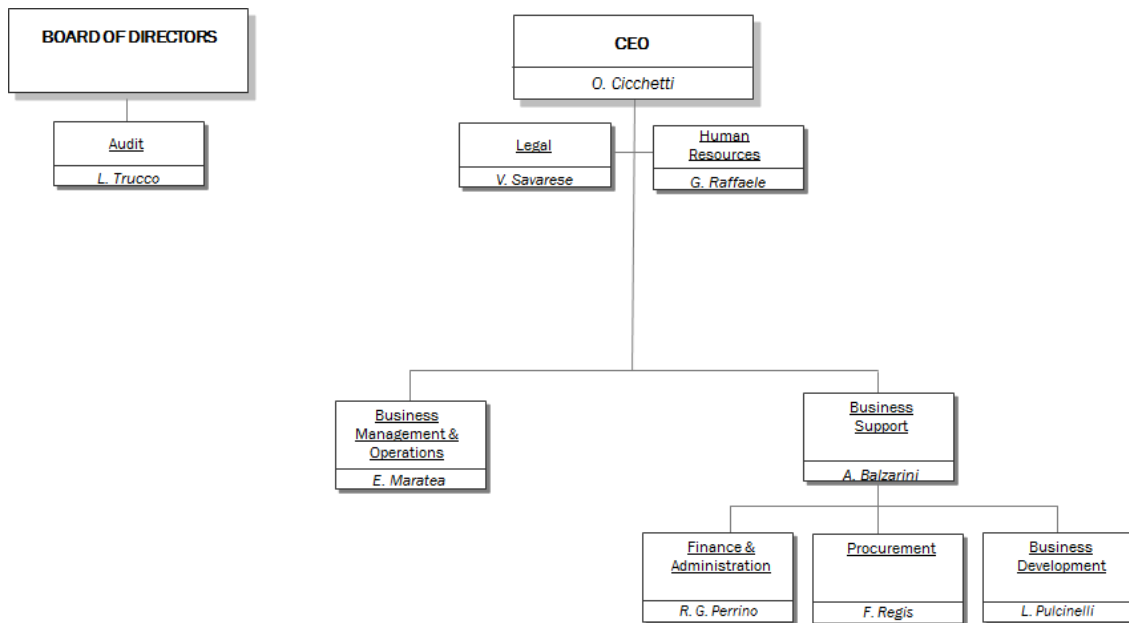 BOARD OF DIRECTORS
CEO
O. Cicchetti
Audit
L. Trucco
Legal
V. Savarese
Human
Resources
G. Raffaele
Business
Management &
Operations
E. Maratea
Business
Support
A. Balzarini
Finance &
Administration
R. G. Perrino
Procurement
F. Regis
Business
Development
L. Pulcinelli